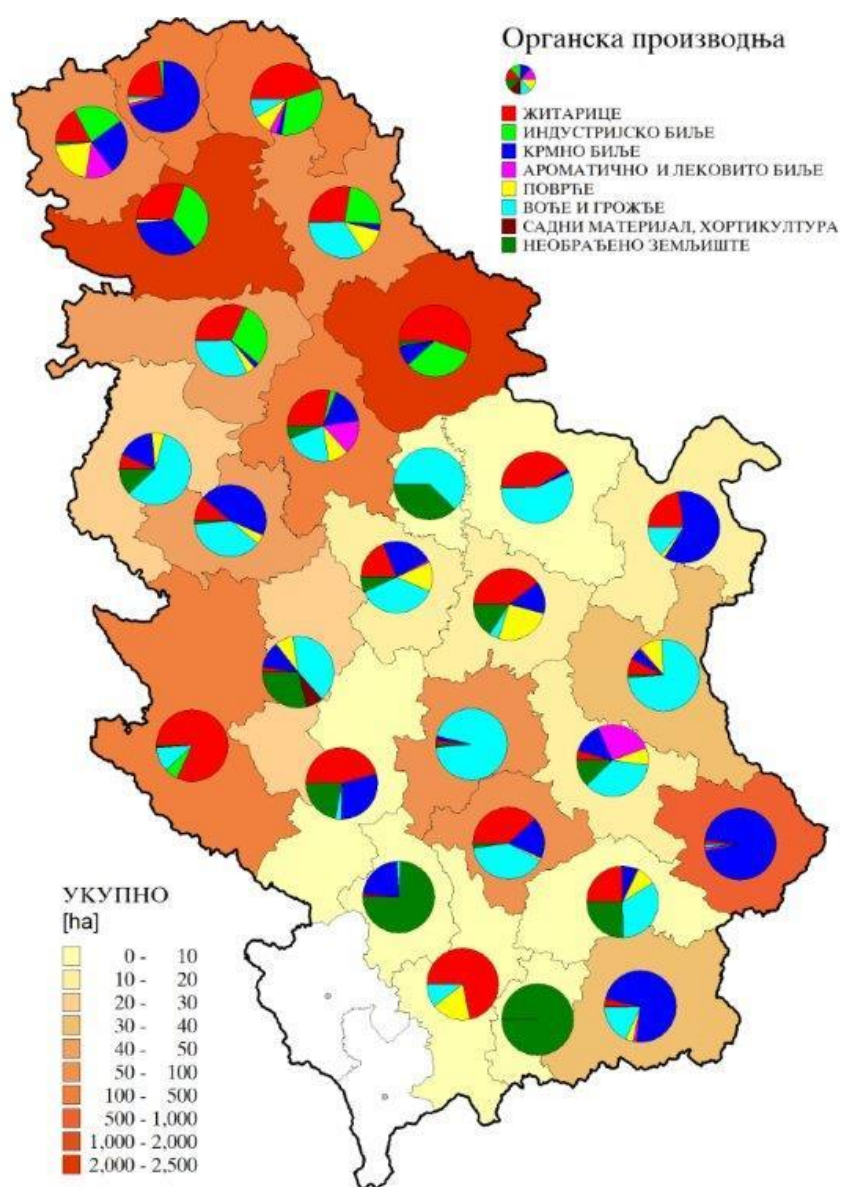 Органска производња
ЖИТАРИЦЕ
ИНДУСТРИЈСКО БИЉЕ
КРМНО БИЉЕ
АРОМАТИЧНО И ЛЕКОВИТО БИЉЕ
ПОВРЋЕ
ВОЋЕ И ГРОЖЂЕ
САДНИ МАТЕРИЈАЛ, ХОРТИКУЛТУРА
НЕОБРАЂЕНО ЗЕМЉИШТЕ
УКУПНО
[ha]
0 - 10
10 - 20
20 - 30
30 - 40
40 - 50
50 - 100
100 - 500
500 - 1,000
1,000 - 2,000
2,000 - 2,500